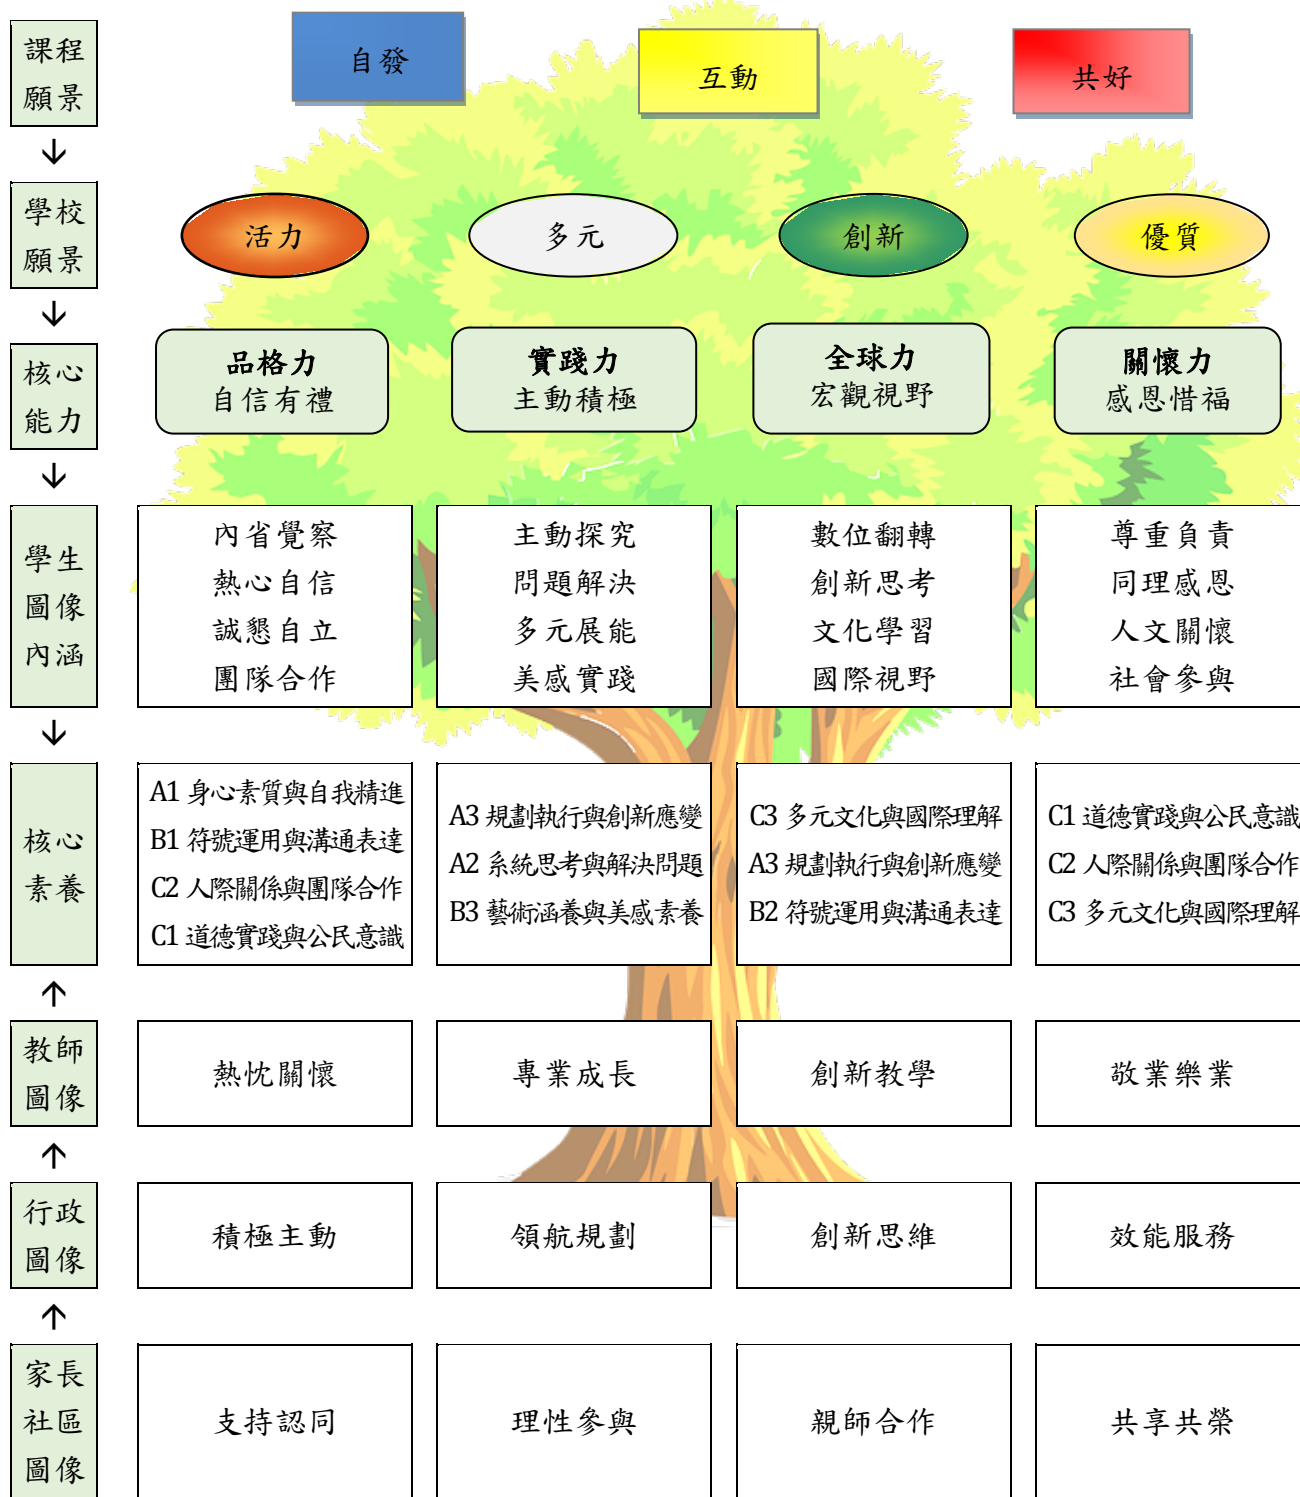 課程
願景
自發
互動
共好
↓
學校
願景
活力
多元
創新
優質
↓
核心
能力
品格力
自信有禮
實踐力
主動積極
全球力
宏觀視野
關懷力
感恩惜福
↓
學生
圖像
內涵
內省覺察
熱心自信
誠懇自立
團隊合作
主動探究
問題解決
多元展能
美感實踐
數位翻轉
創新思考
文化學習
國際視野
尊重負責
同理感恩
人文關懷
社會參與
↓
核心
素養
A1 身心素質與自我精進
B1 符號運用與溝通表達
C2 人際關係與團隊合作
C1 道德實踐與公民意識
A3 規劃執行與創新應變
A2 系統思考與解決問題
B3 藝術涵養與美感素養
C3 多元文化與國際理解
A3 規劃執行與創新應變
B2 符號運用與溝通表達
C1 道德實踐與公民意識
C2 人際關係與團隊合作
C3 多元文化與國際理解
↑
教師
圖像
熱忱關懷
專業成長
創新教學
敬業樂業
↑
行政
圖像
積極主動
領航規劃
創新思維
效能服務
↑
家長
社區
圖像
支持認同
理性參與
親師合作
共享共榮